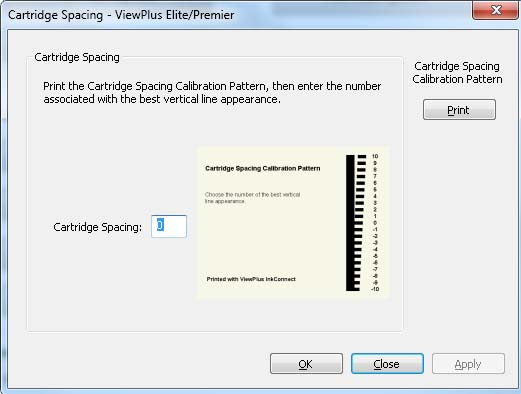 Cartridge Spacing - ViewPlus Elite/Premier
Cartridge Spacing
Print the Cartridge Spacing Calibration Pattern, then enter the number
associated with the best vertical line appearance.
Cartridge Spacing
Calibration Pattern
Print
Cartridge Spacing: 0
Cartridge Spacing Calibration Pattern
Choose the number of the best vertical
line appearance.
Printed with ViewPlus InkConnect
10
9
8
7
6
5
4
3
2
1
0
-1
-2
-3
-4
-5
-6
-7
-8
-9
-10
OK
Close
Apply